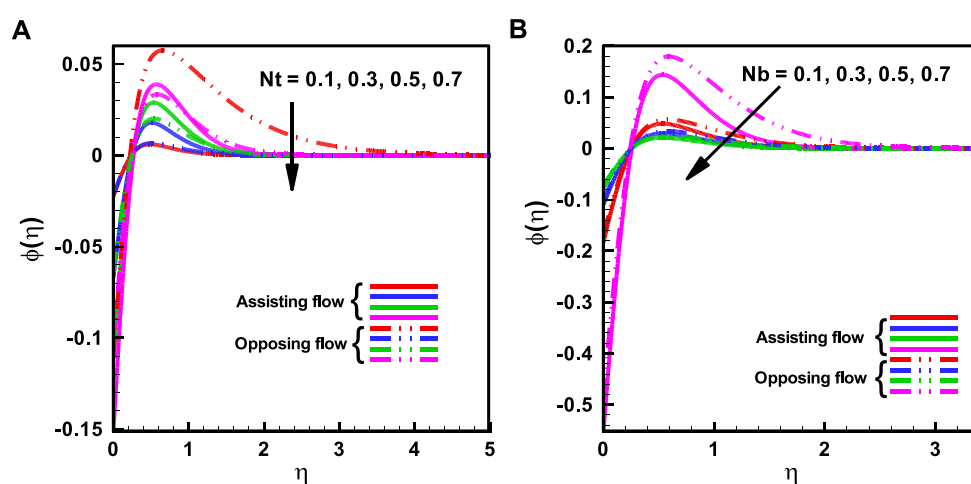 A
0.05
0
-0.05
-0.1
-0.15
ϕ(η)
0 1 2 3 4 5
η
Nt = 0.1, 0.3, 0.5, 0.7
Assisting flow {
Opposing flow {
B
0.2
0.1
0
-0.1
-0.2
-0.3
-0.4
-0.5
ϕ(η)
0 1 2 3
η
Nb = 0.1, 0.3, 0.5, 0.7
Assisting flow {
Opposing flow {